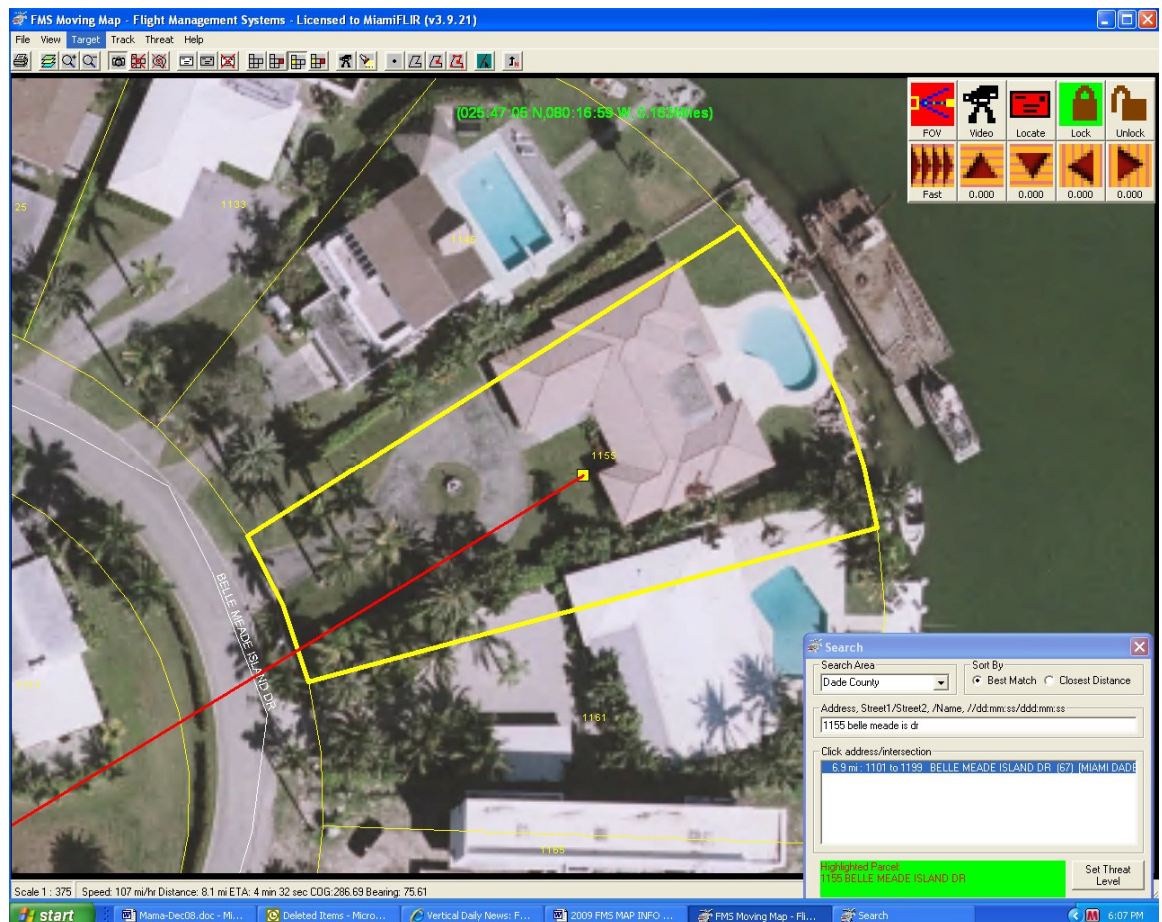 FMS Moving Map - Flight Management Systems - Licensed to MiamiFLIR (v3.9.21)
File View Target Track Threat Help
FOV Video Locate Lock Unlock
Fast 0.000 0.000 0.000 0.000
25
1133
1155
BELLE MEADE ISLAND DR
1161
1169
Search
Search Area
Dade County
Sort By
Best Match Closest Distance
Address, Street1/Street2, /Name, //dd:mm:ss/ddd:mm:ss
1155 belle meade is dr
Click address/intersection
6.9 mi : 1101 to 1199 BELLE MEADE ISLAND DR (67) [MIAMI DADE
Highlighted Parcel:
1155 BELLE MEADE ISLAND DR
Set Threat
Level
Scale 1 : 375 Speed: 107 mi/hr Distance: 8.1 mi ETA: 4 min 32 sec COG:286.69 Bearing: 75.61
start Mama-Dec08.doc - Mi... Deleted Items - Micro... Vertical Daily News: F... 2009 FMS MAP INFO ... FMS Moving Map - Fli... Search 6:07 PM